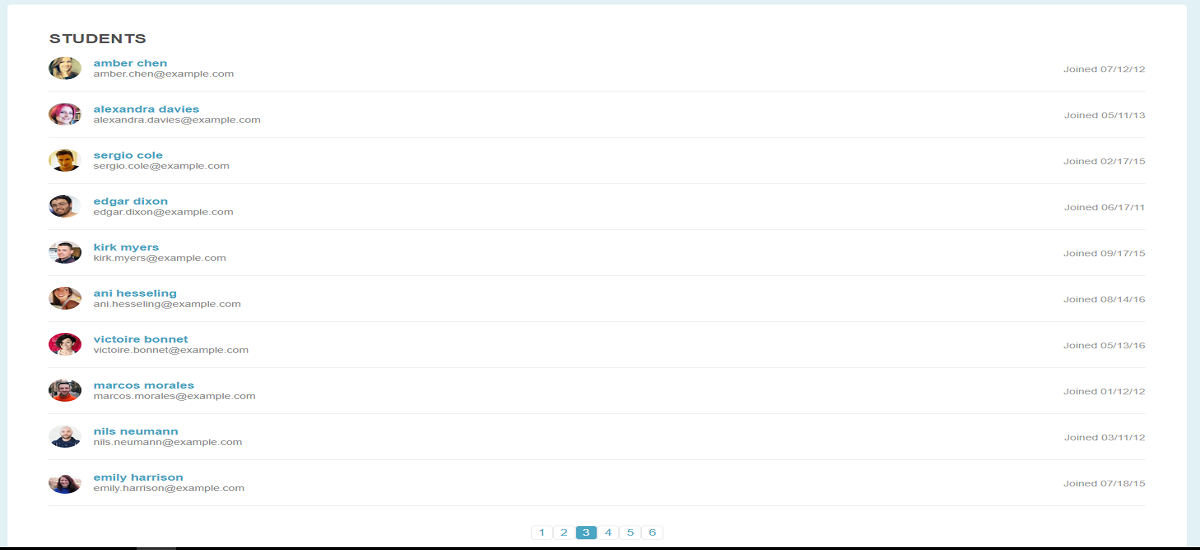 STUDENTS
amber chen
amber.chen@example.com
Joined 07/12/12
alexandra davies
alexandra.davies@example.com
Joined 05/11/13
sergio cole
sergio.cole@example.com
Joined 02/17/15
edgar dixon
edgar.dixon@example.com
Joined 06/17/11
kirk myers
kirk.myers@example.com
Joined 09/17/15
ani hesseling
ani.hesseling@example.com
Joined 08/14/16
victoire bonnet
victoire.bonnet@example.com
Joined 05/13/16
marcos morales
marcos.morales@example.com
Joined 01/12/12
nils neumann
nils.neumann@example.com
Joined 03/11/12
emily harrison
emily.harrison@example.com
Joined 07/18/15
1 2 3 4 5 6